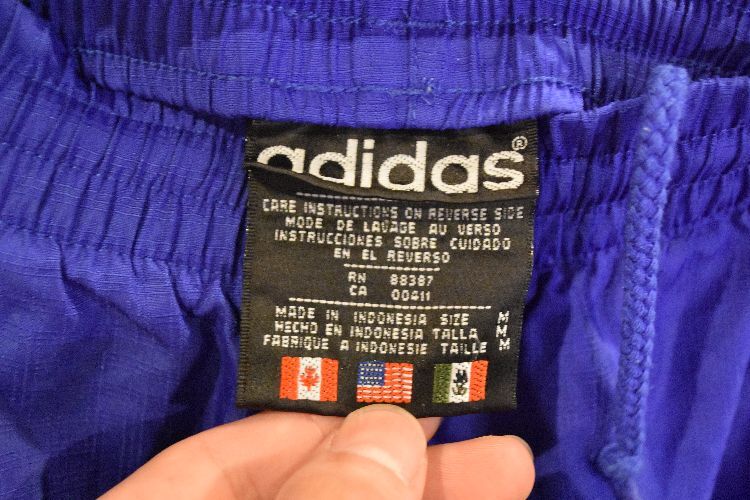 adidas®
CARE INSTRUCTIONS ON REVERSE SIDE
MODE DE LAVAGE AU VERSO
INSTRUCCIONES SOBRE CUIDADO
EN EL REVERSO
RN 88387
CA 00411
MADE IN INDONESIA SIZE M
HECHO EN INDONESIA TALLA M
FABRIQUE A INDONESIE TAILLE M